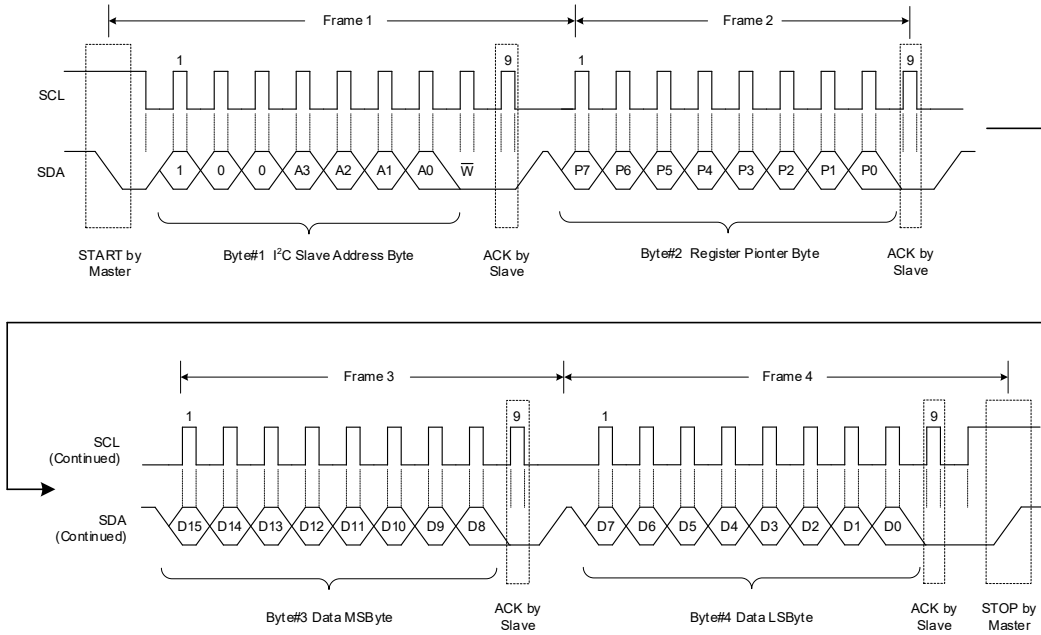 Frame 1 Frame 2
1 9 1 9
SCL
SDA 1 0 0 A3 A2 A1 A0 W̅ P7 P6 P5 P4 P3 P2 P1 P0
START by Master
Byte#1 I²C Slave Address Byte
ACK by Slave
Byte#2 Register Pionter Byte
ACK by Slave
Frame 3 Frame 4
1 9 1 9
SCL (Continued)
SDA (Continued) D15 D14 D13 D12 D11 D10 D9 D8 D7 D6 D5 D4 D3 D2 D1 D0
Byte#3 Data MSByte
ACK by Slave
Byte#4 Data LSByte
ACK by Slave
STOP by Master